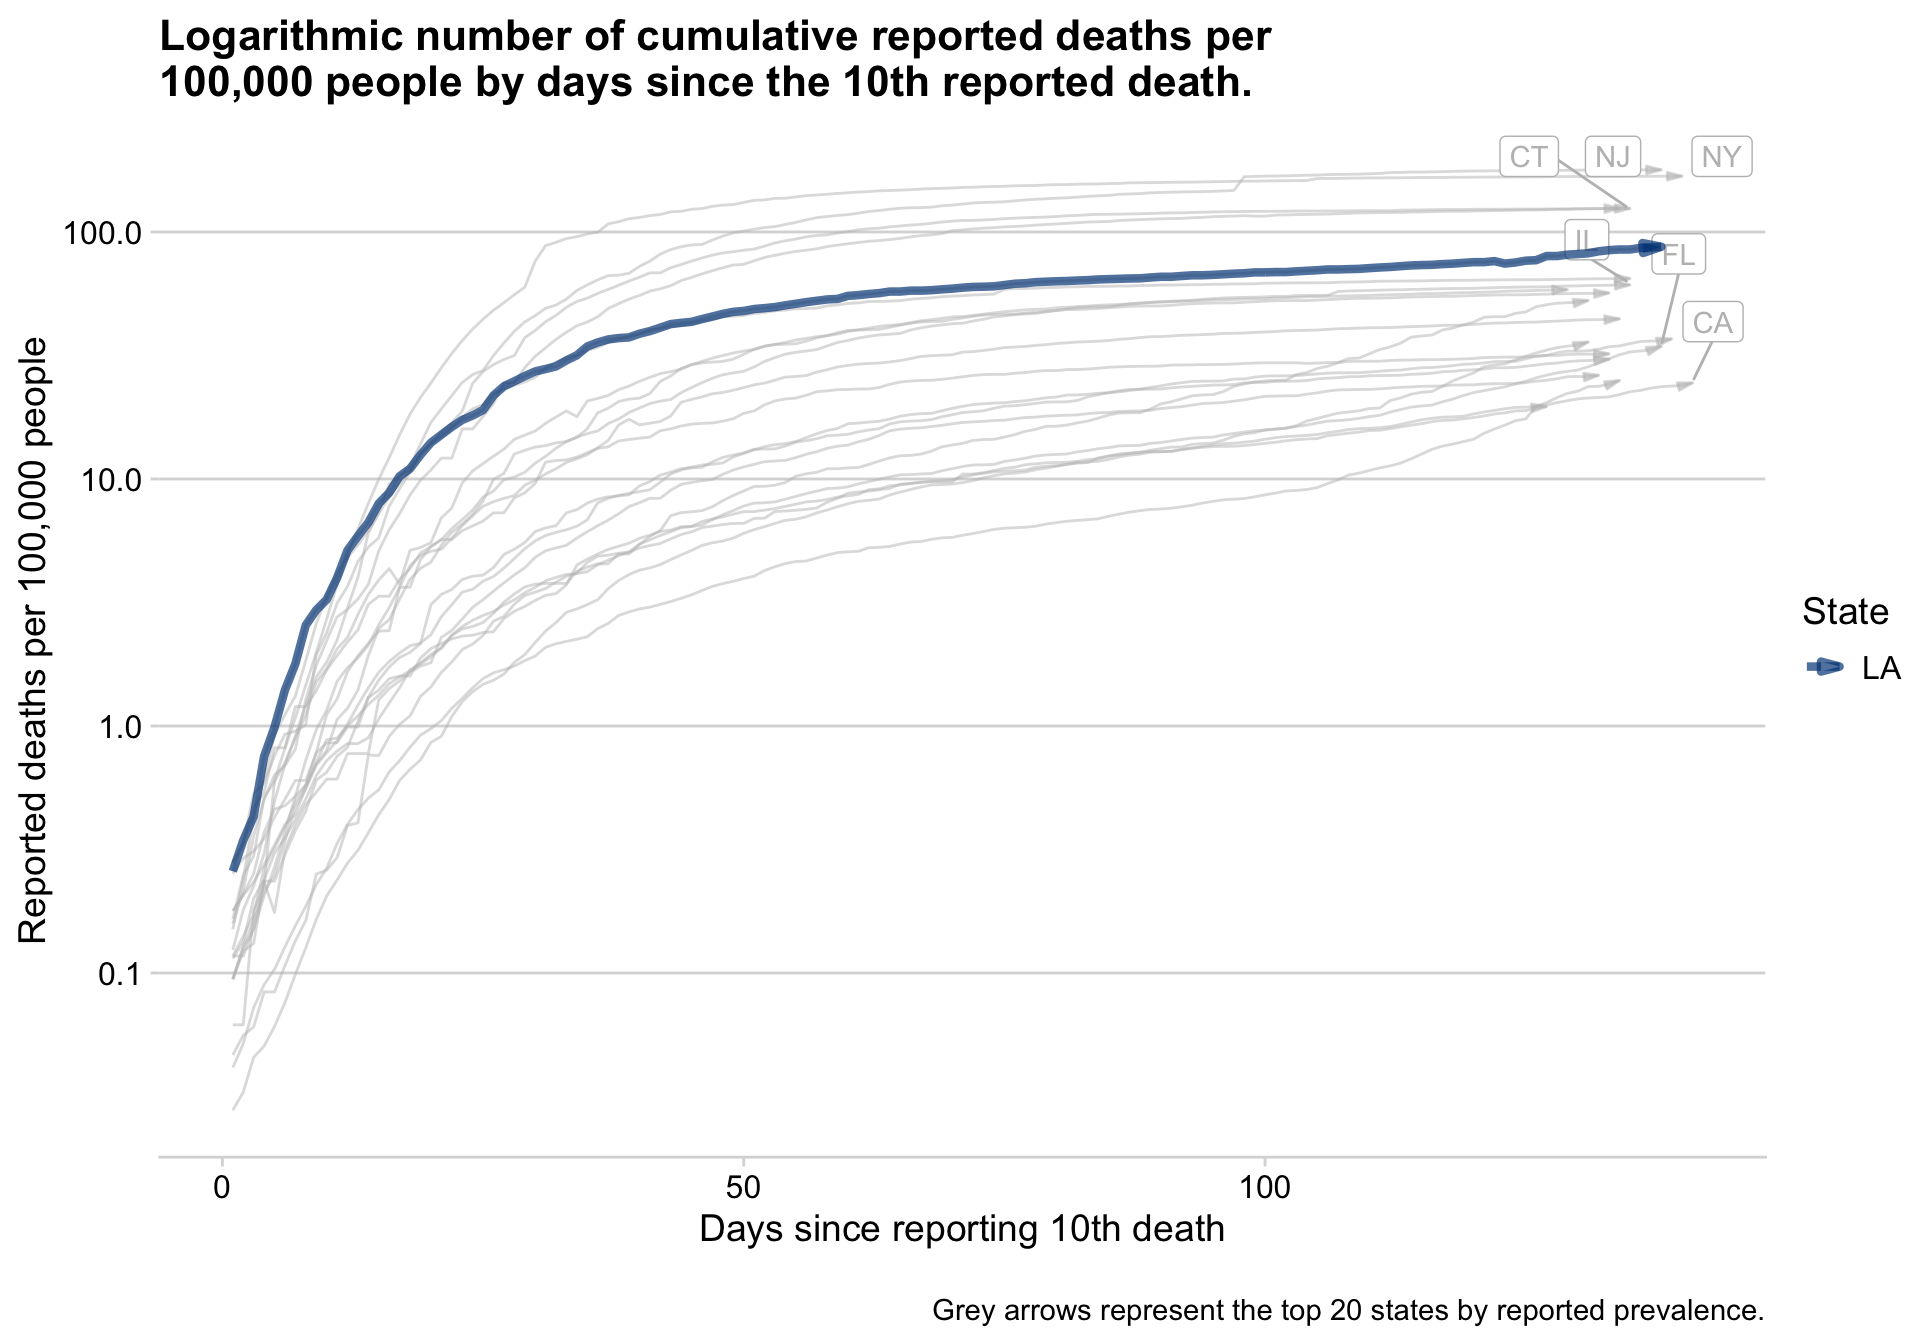 Logarithmic number of cumulative reported deaths per
100,000 people by days since the 10th reported death.
CT NJ NY
100.0
IL
FL
CA
10.0
1.0
0.1
Reported deaths per 100,000 people
State
LA
0 50 100
Days since reporting 10th death
Grey arrows represent the top 20 states by reported prevalence.